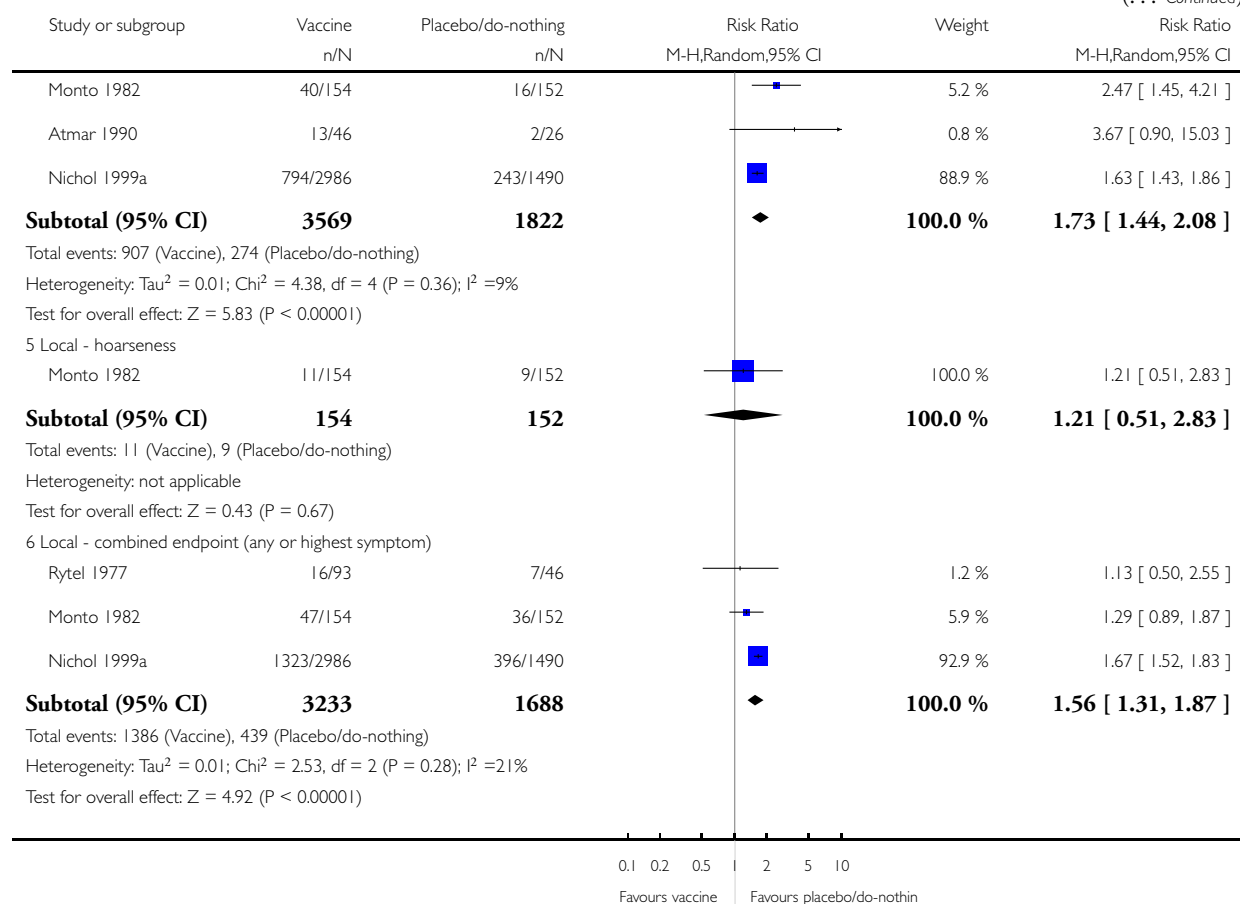 (. . . Continued)
Study or subgroup Vaccine Placebo/do-nothing Risk Ratio Weight Risk Ratio
n/N n/N M-H,Random,95% CI M-H,Random,95% CI
Monto 1982 40/154 16/152 5.2 % 2.47 [ 1.45, 4.21 ]
Atmar 1990 13/46 2/26 0.8 % 3.67 [ 0.90, 15.03 ]
Nichol 1999a 794/2986 243/1490 88.9 % 1.63 [ 1.43, 1.86 ]
Subtotal (95% CI) 3569 1822 100.0 % 1.73 [ 1.44, 2.08 ]
Total events: 907 (Vaccine), 274 (Placebo/do-nothing)
Heterogeneity: Tau² = 0.01; Chi² = 4.38, df = 4 (P = 0.36); I² =9%
Test for overall effect: Z = 5.83 (P < 0.00001)
5 Local - hoarseness
Monto 1982 11/154 9/152 100.0 % 1.21 [ 0.51, 2.83 ]
Subtotal (95% CI) 154 152 100.0 % 1.21 [ 0.51, 2.83 ]
Total events: 11 (Vaccine), 9 (Placebo/do-nothing)
Heterogeneity: not applicable
Test for overall effect: Z = 0.43 (P = 0.67)
6 Local - combined endpoint (any or highest symptom)
Rytel 1977 16/93 7/46 1.2 % 1.13 [ 0.50, 2.55 ]
Monto 1982 47/154 36/152 5.9 % 1.29 [ 0.89, 1.87 ]
Nichol 1999a 1323/2986 396/1490 92.9 % 1.67 [ 1.52, 1.83 ]
Subtotal (95% CI) 3233 1688 100.0 % 1.56 [ 1.31, 1.87 ]
Total events: 1386 (Vaccine), 439 (Placebo/do-nothing)
Heterogeneity: Tau² = 0.01; Chi² = 2.53, df = 2 (P = 0.28); I² =21%
Test for overall effect: Z = 4.92 (P < 0.00001)
0.1 0.2 0.5 1 2 5 10
Favours vaccine Favours placebo/do-nothin